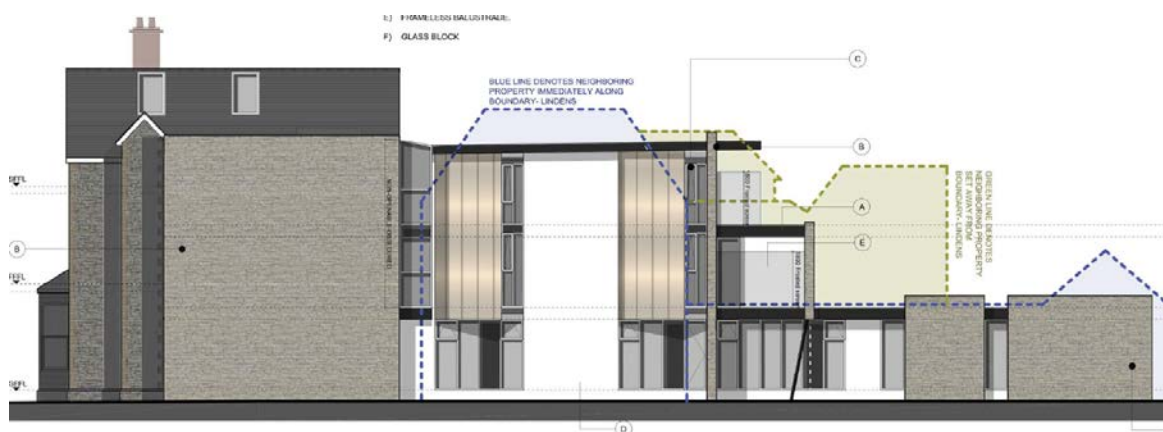 E) FRAMELESS BALUSTRADE.
F) GLASS BLOCK
BLUE LINE DENOTES NEIGHBORING
PROPERTY IMMEDIATELY ALONG
BOUNDARY- LINDENS
C
B
A
E
GREEN LINE DENOTES
NEIGHBORING PROPERTY
SET AWAY FROM
BOUNDARY- LINDENS
B
D